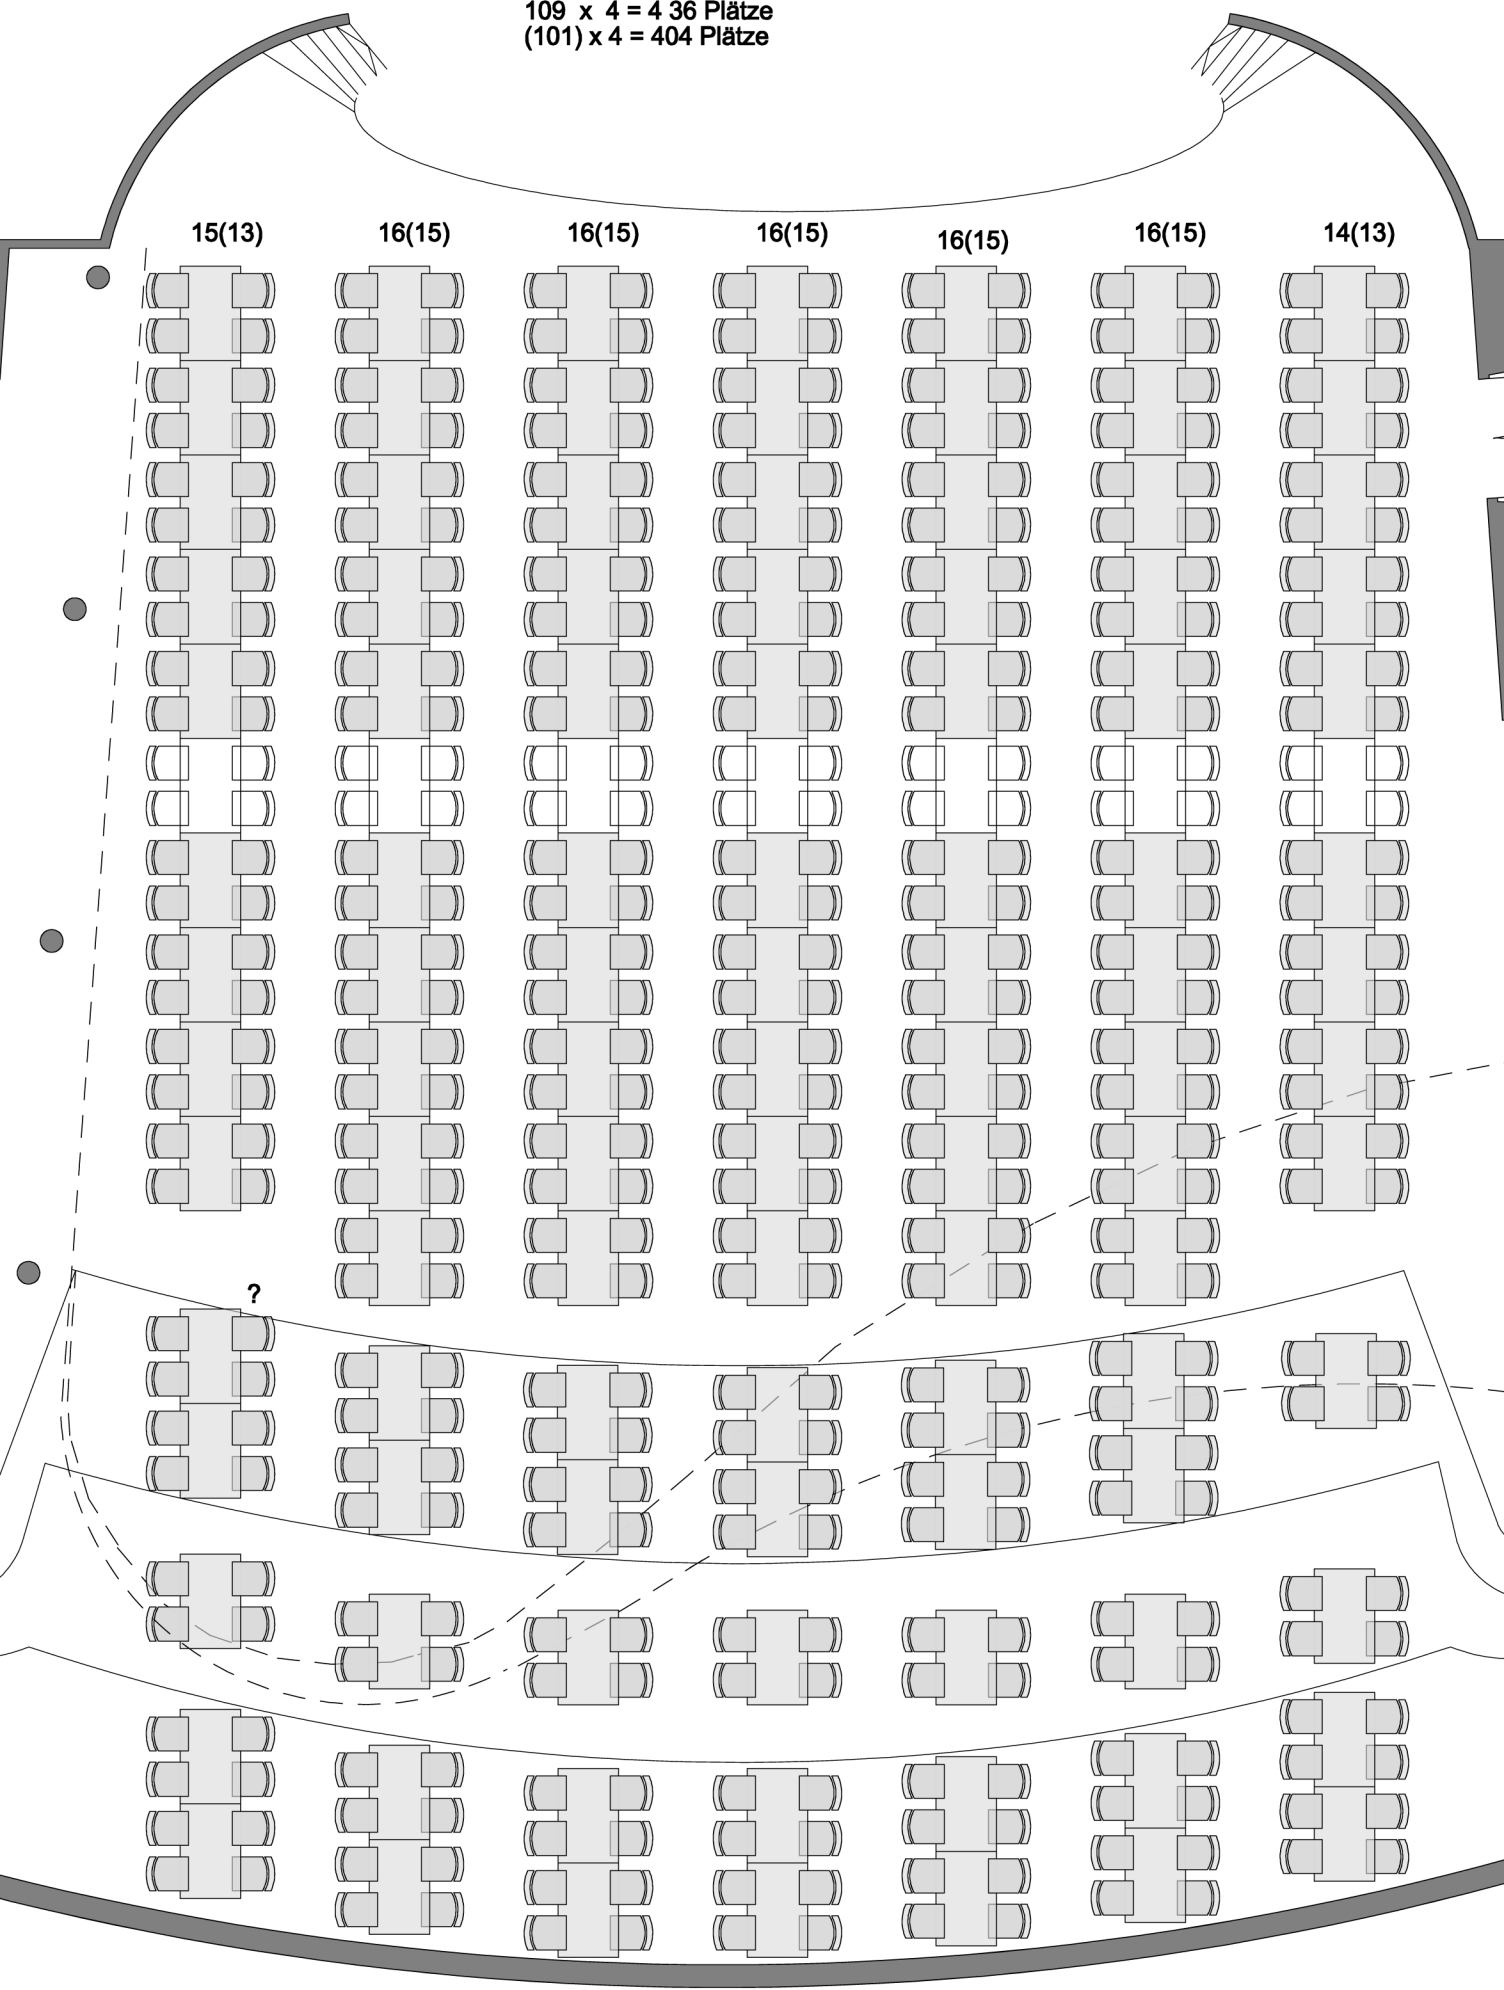 109 x 4 = 4 36 Plätze
(101) x 4 = 404 Plätze
15(13) 16(15) 16(15) 16(15) 16(15) 16(15) 14(13)
?